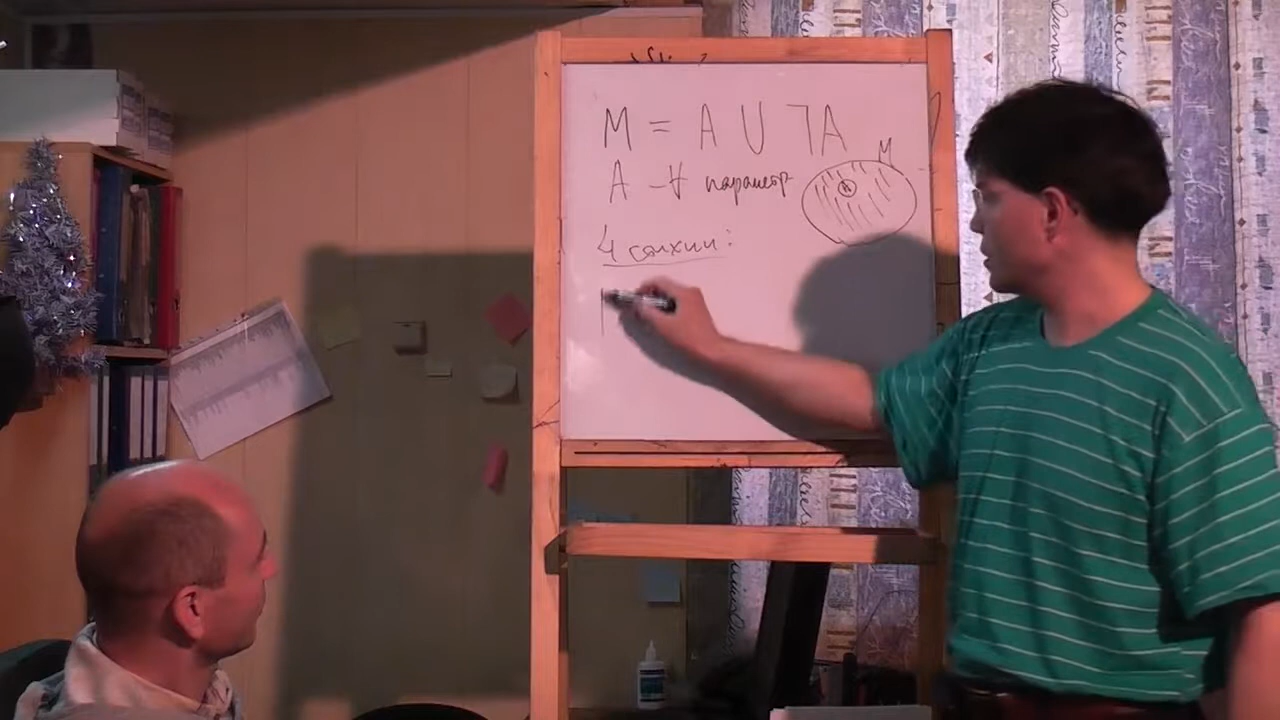 M = A ∪ ¬A
M
A
A – ∀ параметр
4 стихии: